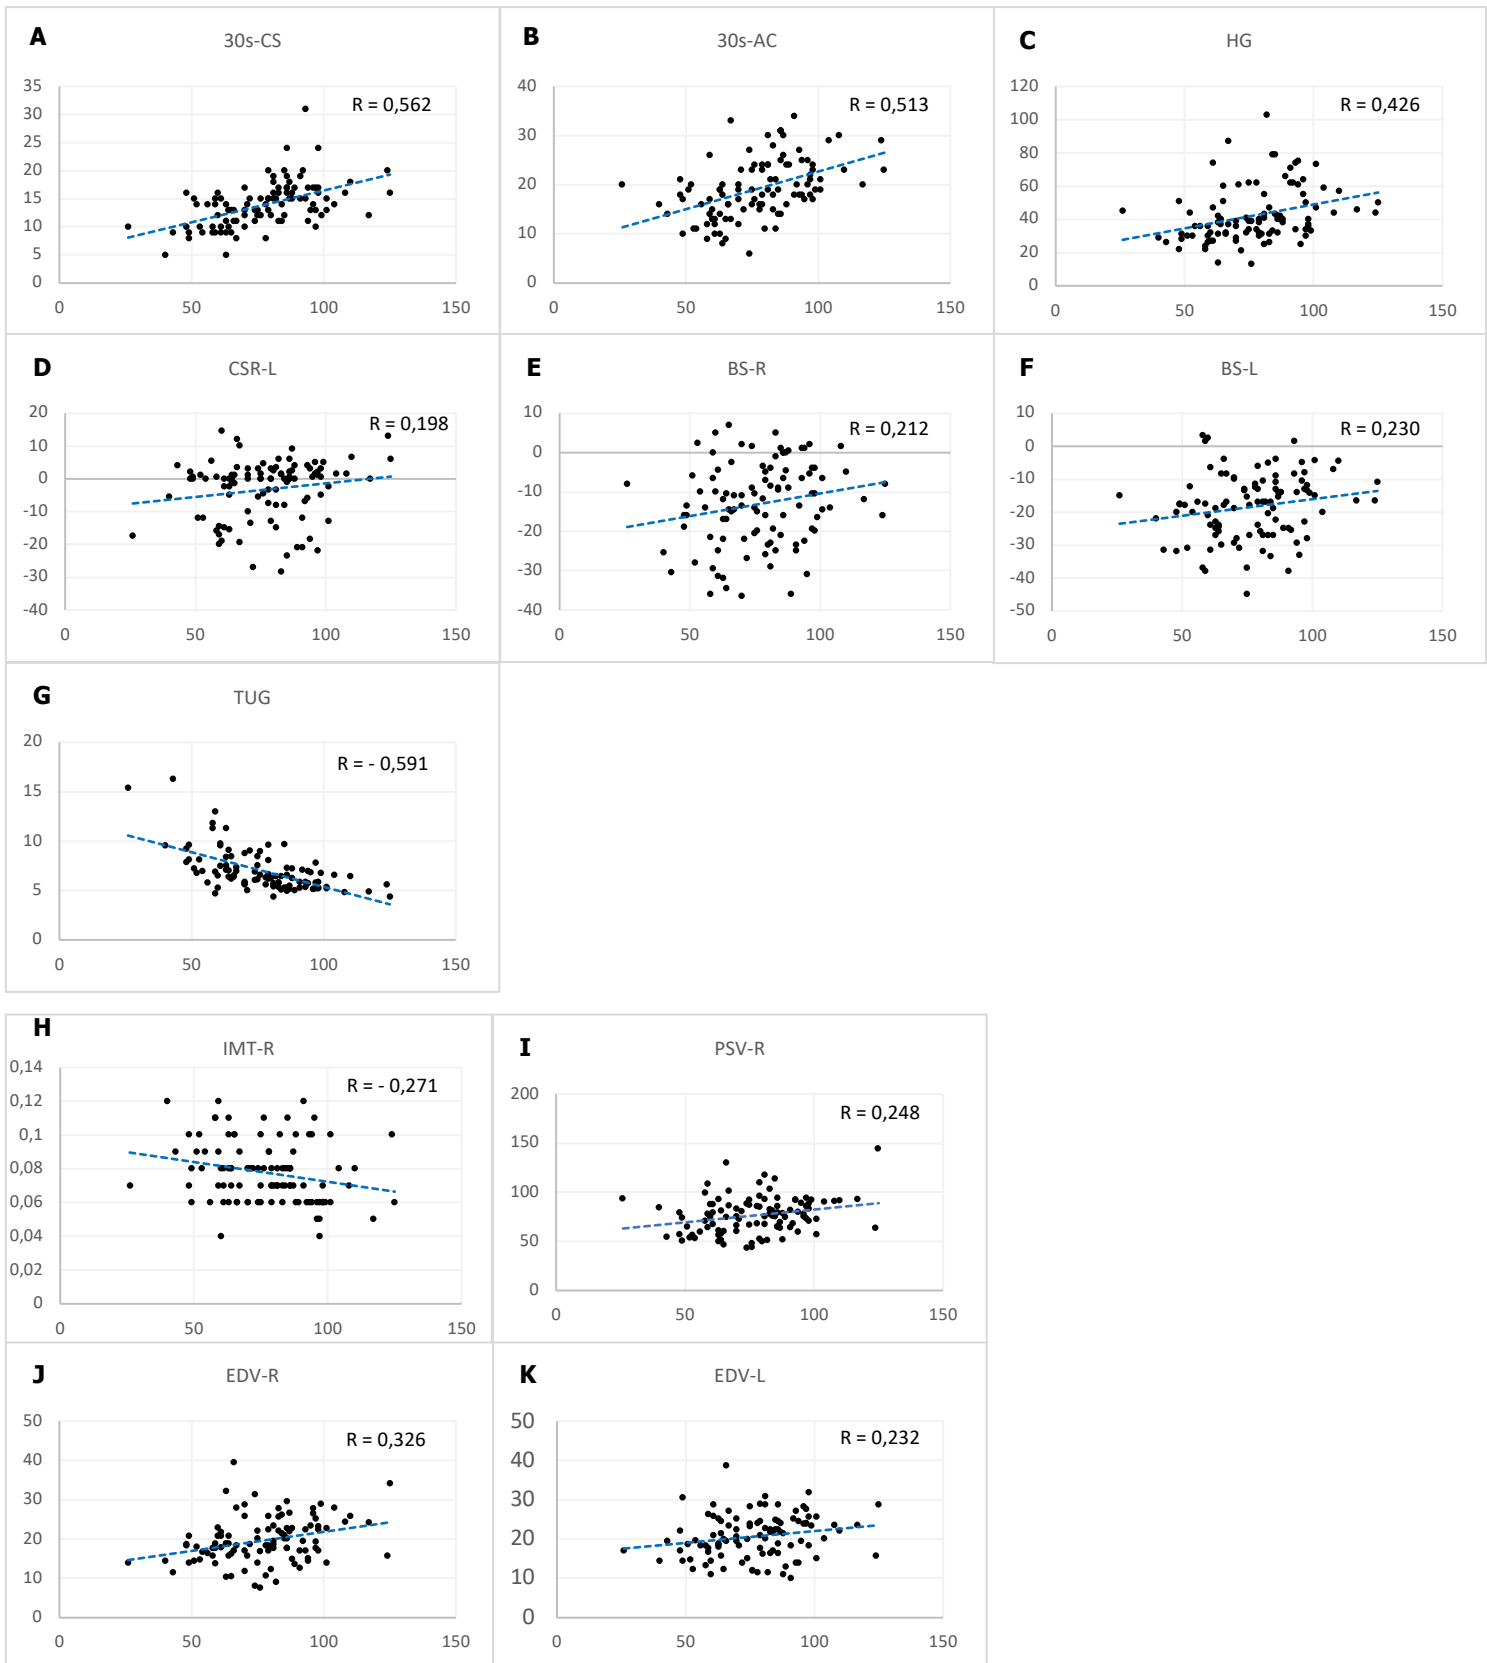 A
30s-CS
R = 0,562
35
30
25
20
15
10
5
0
0 50 100 150
B
30s-AC
R = 0,513
40
30
20
10
0
0 50 100 150
C
HG
R = 0,426
120
100
80
60
40
20
0
0 50 100 150
D
CSR-L
R = 0,198
20
10
0
-10
-20
-30
-40
0 50 100 150
E
BS-R
R = 0,212
10
0
-10
-20
-30
-40
0 50 100 150
F
BS-L
R = 0,230
10
0
-10
-20
-30
-40
-50
0 50 100 150
G
TUG
R = - 0,591
20
15
10
5
0
0 50 100 150
H
IMT-R
R = - 0,271
0,14
0,12
0,1
0,08
0,06
0,04
0,02
0
0 50 100 150
I
PSV-R
R = 0,248
200
150
100
50
0
0 50 100 150
J
EDV-R
R = 0,326
50
40
30
20
10
0
0 50 100 150
K
EDV-L
R = 0,232
50
40
30
20
10
0
0 50 100 150